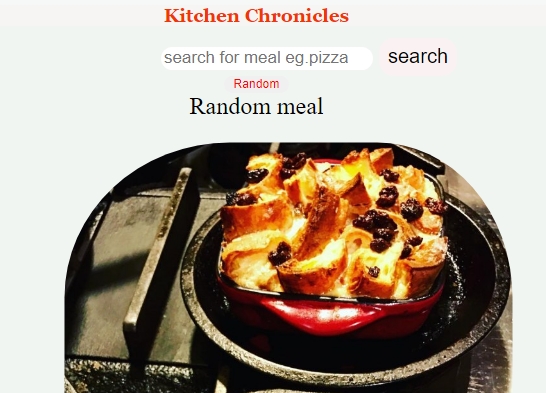 Kitchen Chronicles
search for meal eg.pizza
search
Random
Random meal